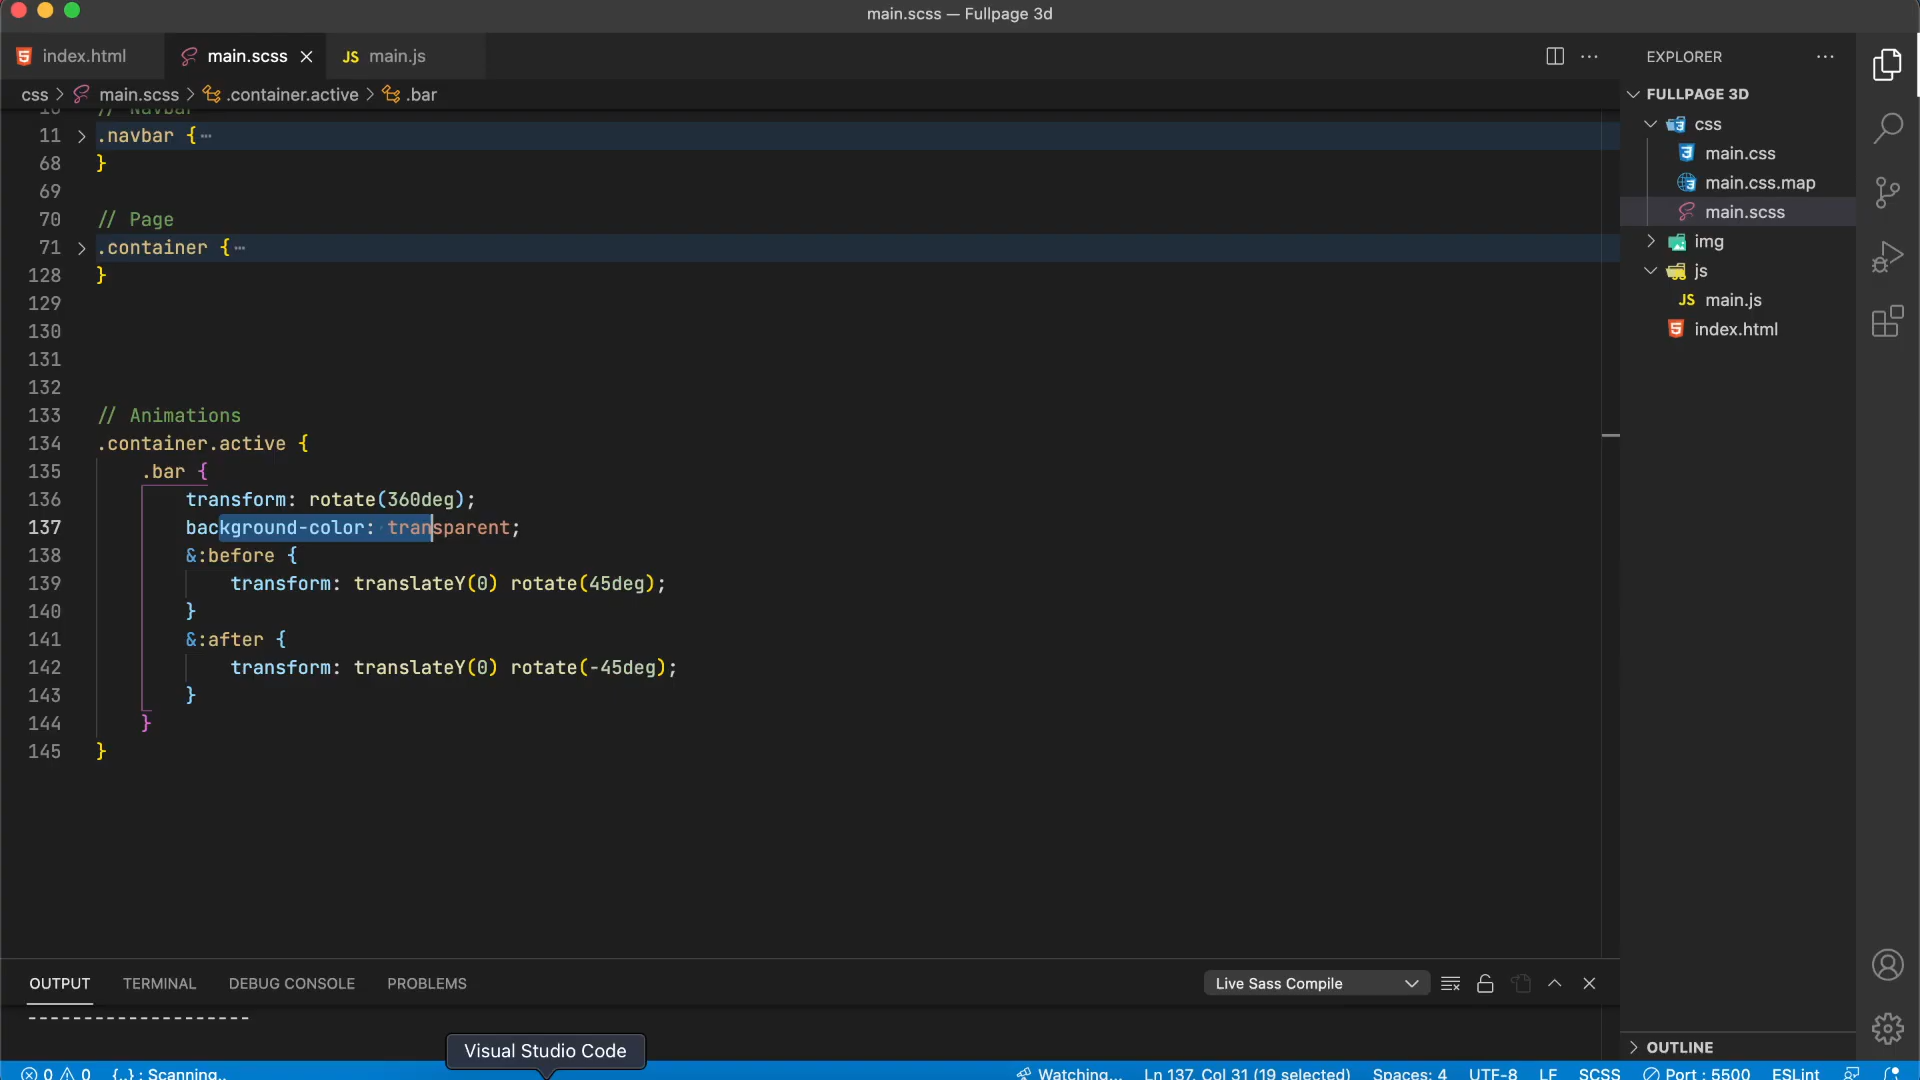 main.scss — Fullpage 3d
index.html
main.scss
JS main.js
EXPLORER
css > main.scss > .container.active > .bar
10 // Navbar
11 .navbar {
68 }
69
70 // Page
71 .container {
128 }
129
130
131
132
133 // Animations
134 .container.active {
135 .bar {
136 transform: rotate(360deg);
137 background-color: transparent;
138 &:before {
139 transform: translateY(0) rotate(45deg);
140 }
141 &:after {
142 transform: translateY(0) rotate(-45deg);
143 }
144 }
145 }
FULLPAGE 3D
css
main.css
main.css.map
main.scss
img
js
JS main.js
index.html
OUTPUT
TERMINAL
DEBUG CONSOLE
PROBLEMS
Live Sass Compile
--------------------
Visual Studio Code
OUTLINE
0 0 {..} : Scanning..
Watching...
Ln 137, Col 31 (19 selected)
Spaces: 4
UTF-8
LF
SCSS
Port : 5500
ESLint